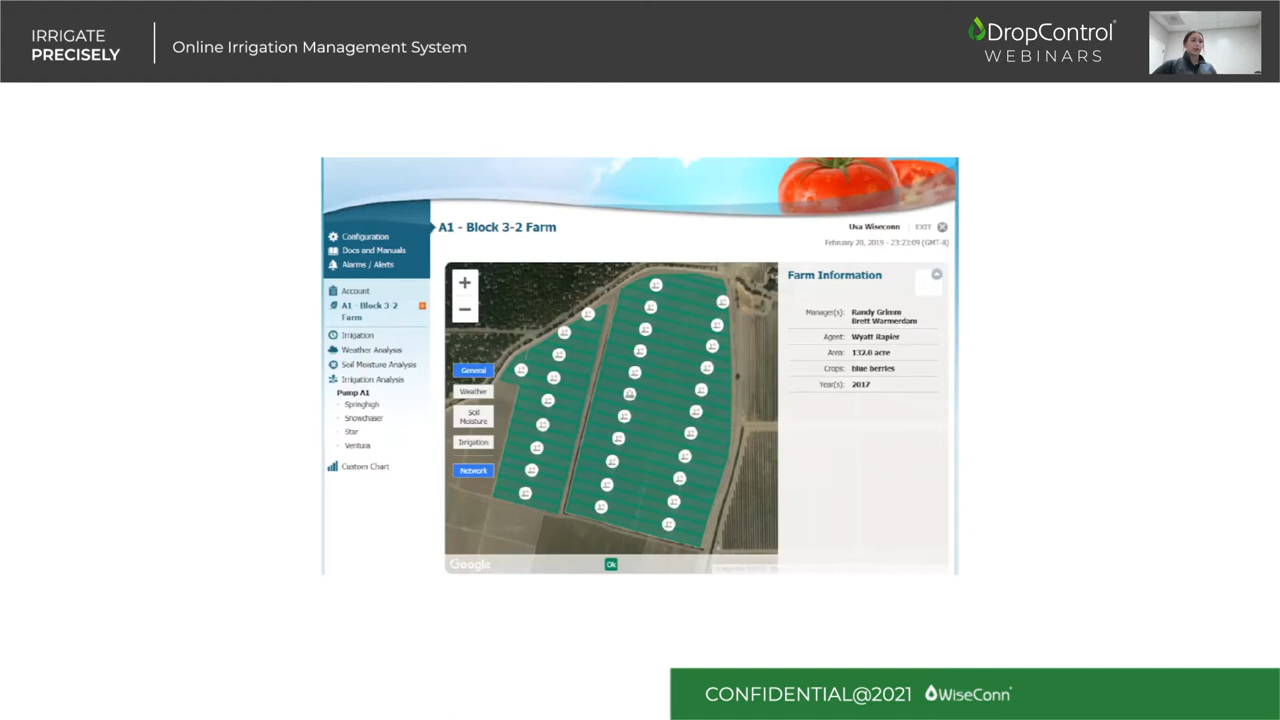 IRRIGATE
PRECISELY
Online Irrigation Management System
DropControl®
WEBINARS
A1 - Block 3-2 Farm
Usa Wiseconn
EXIT
February 20, 2019 - 23:23:09 (GMT-8)
Configuration
Docs and Manuals
Alarms / Alerts
Account
A1 - Block 3-2
Farm
Irrigation
Weather Analysis
Soil Moisture Analysis
Irrigation Analysis
Pump A1
Springhigh
Snowchaser
Star
Ventura
Custom Chart
+
−
General
Weather
Soil
Moisture
Irrigation
Network
Google
Ok
Farm Information
Manager(s): Randy Grimm
Brett Warmerdam
Agent: Wyatt Rapier
Area: 132.0 acre
Crops: blue berries
Year(s): 2017
CONFIDENTIAL@2021
WiseConn®